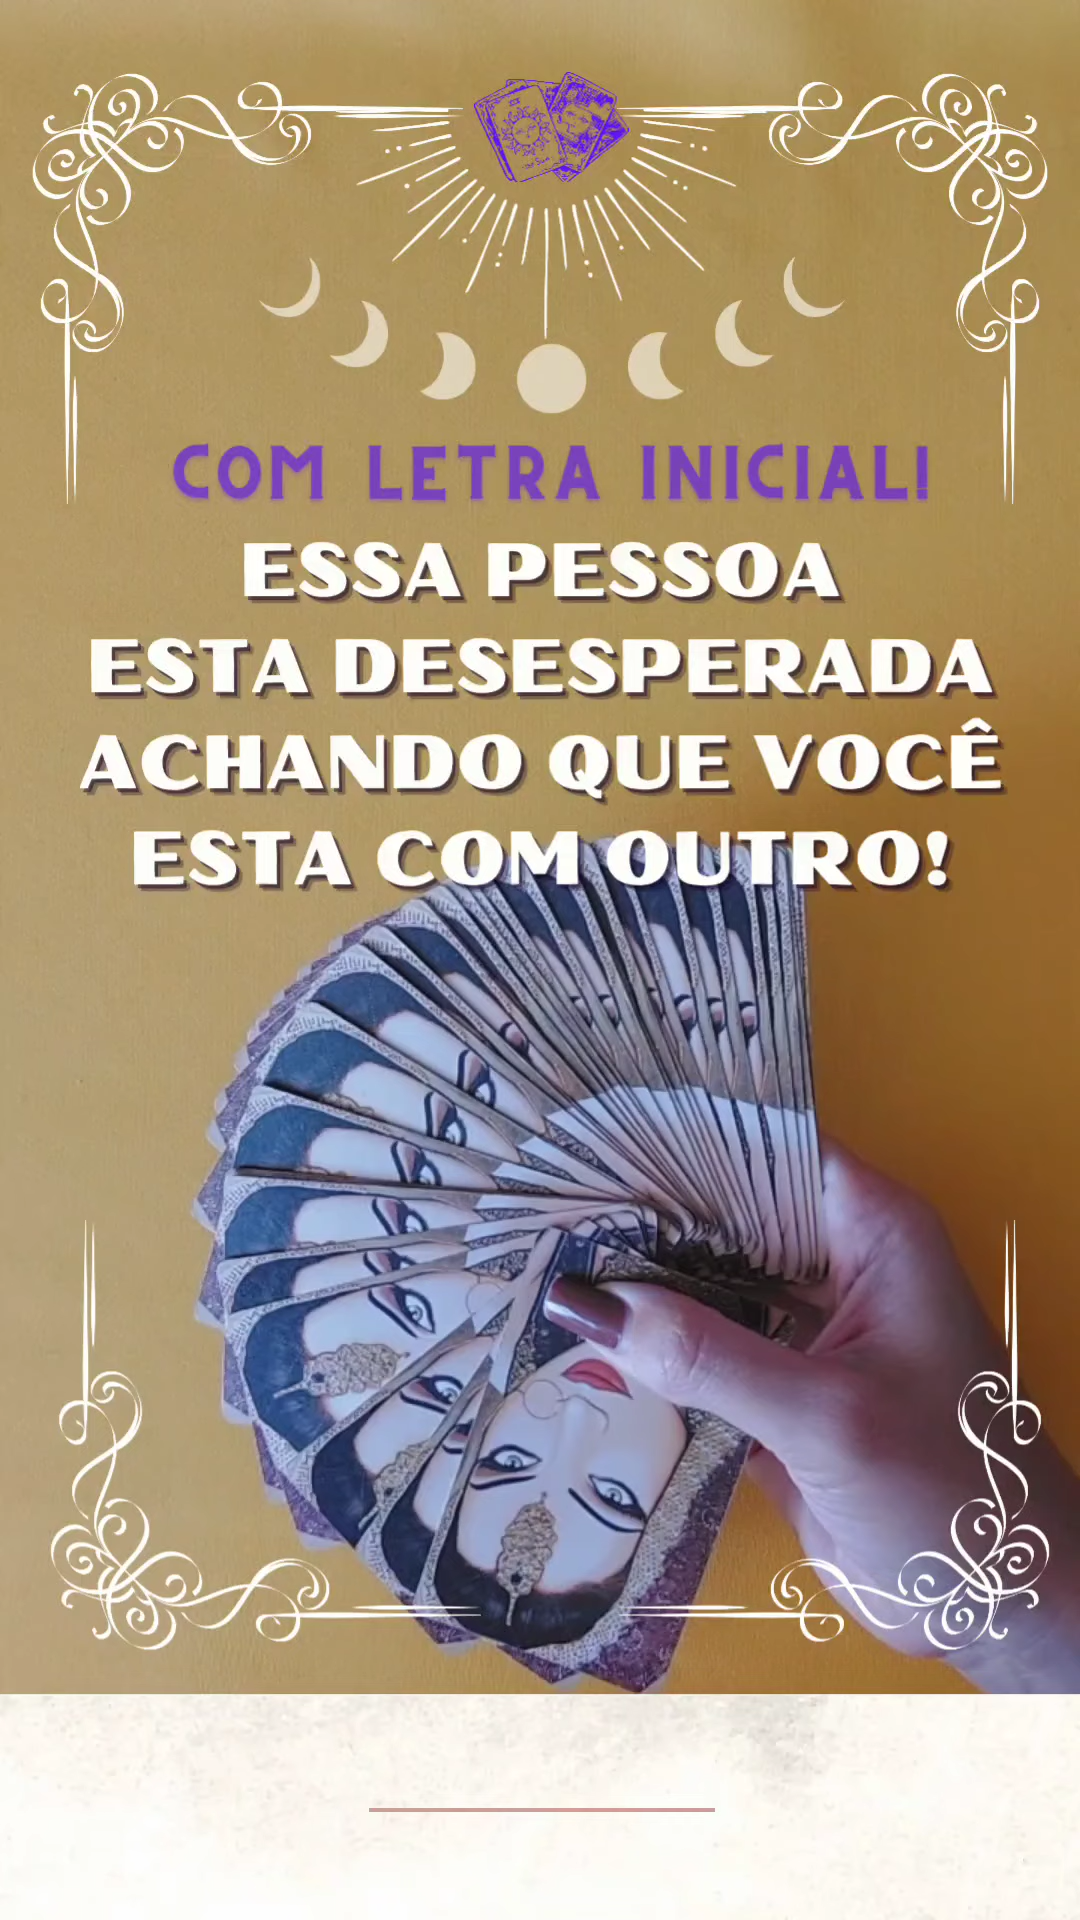 COM LETRA INICIAL!
ESSA PESSOA
ESTA DESESPERADA
ACHANDO QUE VOCÊ
ESTA COM OUTRO!